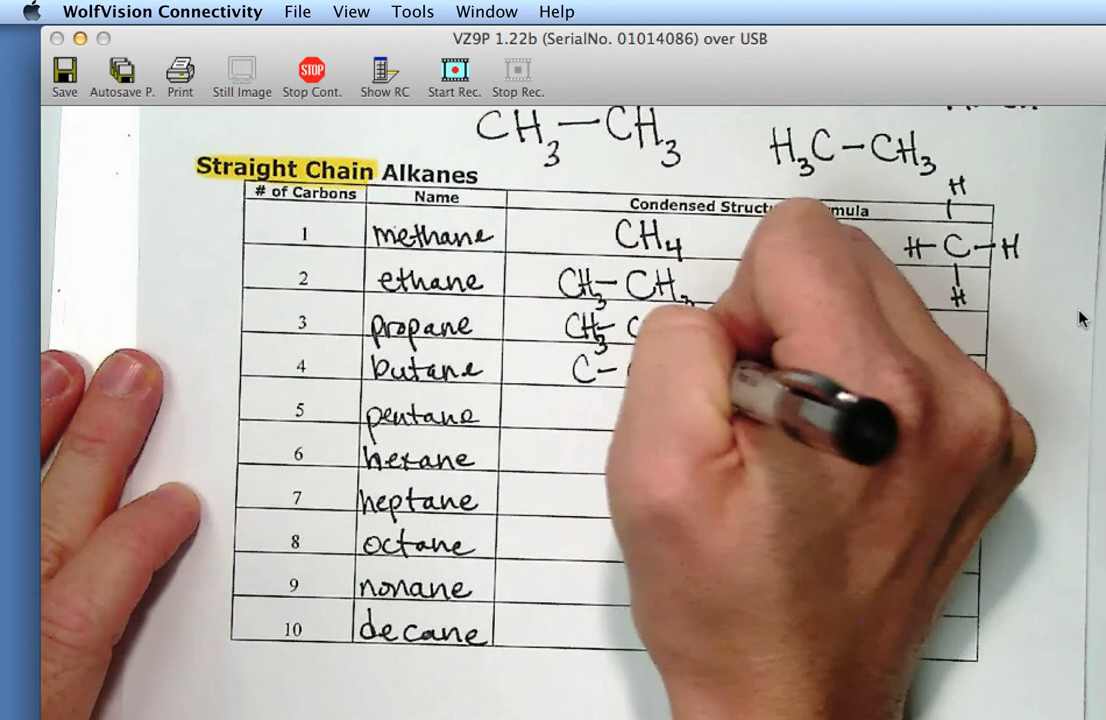 WolfVision Connectivity File View Tools Window Help
VZ9P 1.22b (SerialNo. 01014086) over USB
Save Autosave P. Print Still Image Stop Cont. Show RC Start Rec. Stop Rec.
STOP
CH3—CH3
H3C—CH3
Straight Chain Alkanes
# of Carbons Name Condensed Struct mula
H
1 methane CH4
H—C—H
H
2 ethane CH3—CH3
3 propane CH3— C
4 butane C—
5 pentane
6 hexane
7 heptane
8 octane
9 nonane
10 decane